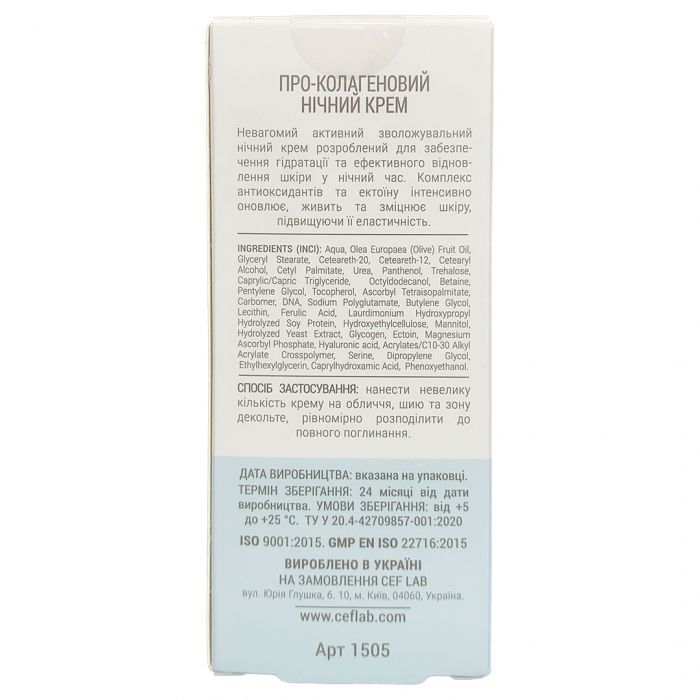 ПРО-КОЛАГЕНОВИЙ
НІЧНИЙ КРЕМ
Невагомий активний зволожувальний
нічний крем розроблений для забезпе-
чення гідратації та ефективного віднов-
лення шкіри у нічний час. Комплекс
антиоксидантів та ектоїну інтенсивно
оновлює, живить та зміцнює шкіру,
підвищуючи її еластичність.
INGREDIENTS (INCI): Aqua, Olea Europaea (Olive) Fruit Oil,
Glyceryl Stearate, Ceteareth-20, Ceteareth-12, Cetearyl
Alcohol, Cetyl Palmitate, Urea, Panthenol, Trehalose,
Caprylic/Capric Triglyceride, Octyldodecanol, Betaine,
Pentylene Glycol, Tocopherol, Ascorbyl Tetraisopalmitate,
Carbomer, DNA, Sodium Polyglutamate, Butylene Glycol,
Lecithin, Ferulic Acid, Laurdimonium Hydroxypropyl
Hydrolyzed Soy Protein, Hydroxyethylcellulose, Mannitol,
Hydrolyzed Yeast Extract, Glycogen, Ectoin, Magnesium
Ascorbyl Phosphate, Hyaluronic acid, Acrylates/C10-30 Alkyl
Acrylate Crosspolymer, Serine, Dipropylene Glycol,
Ethylhexylglycerin, Caprylhydroxamic Acid, Phenoxyethanol.
СПОСІБ ЗАСТОСУВАННЯ: нанести невелику
кількість крему на обличчя, шию та зону
декольте, рівномірно розподілити до
повного поглинання.
ДАТА ВИРОБНИЦТВА: вказана на упаковці.
ТЕРМІН ЗБЕРІГАННЯ: 24 місяці від дати
виробництва. УМОВИ ЗБЕРІГАННЯ: від +5
до +25 °C. ТУ У 20.4-42709857-001:2020
ISO 9001:2015. GMP EN ISO 22716:2015
ВИРОБЛЕНО В УКРАЇНІ
НА ЗАМОВЛЕННЯ CEF LAB
вул. Юрія Глушка, б. 10, м. Київ, 04060, Україна.
www.ceflab.com
Арт 1505